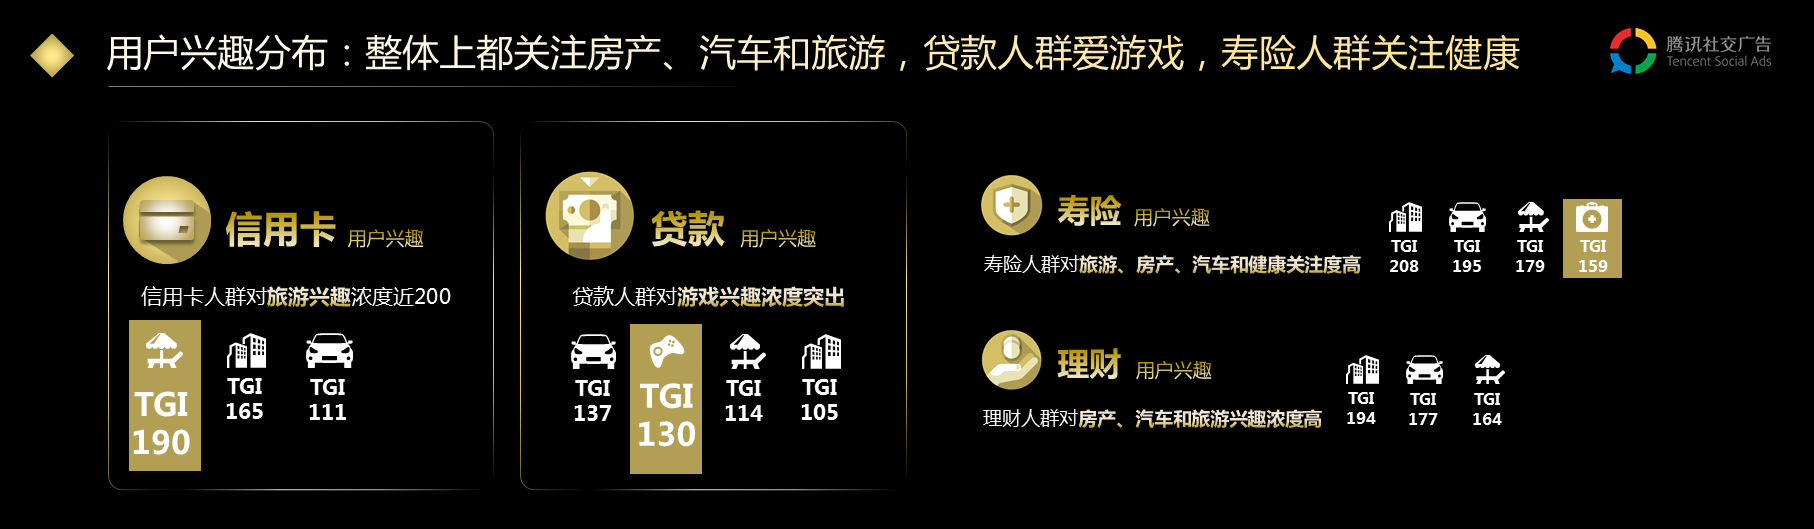 用户兴趣分布：整体上都关注房产、汽车和旅游，贷款人群爱游戏，寿险人群关注健康
腾讯社交广告
Tencent Social Ads
信用卡 用户兴趣
信用卡人群对旅游兴趣浓度近200
TGI
190
TGI
165
TGI
111
贷款 用户兴趣
贷款人群对游戏兴趣浓度突出
TGI
137
TGI
130
TGI
114
TGI
105
寿险 用户兴趣
寿险人群对旅游、房产、汽车和健康关注度高
TGI
208
TGI
195
TGI
179
TGI
159
理财 用户兴趣
理财人群对房产、汽车和旅游兴趣浓度高
TGI
194
TGI
177
TGI
164